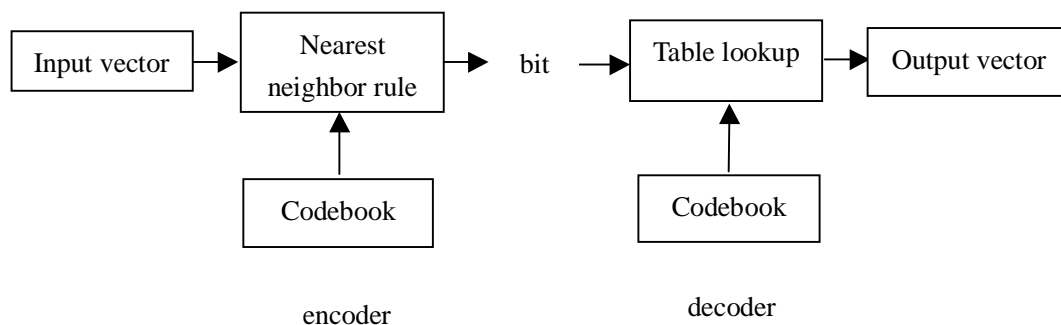 Input vector
Nearest
neighbor rule
bit
Table lookup
Output vector
Codebook
Codebook
encoder
decoder